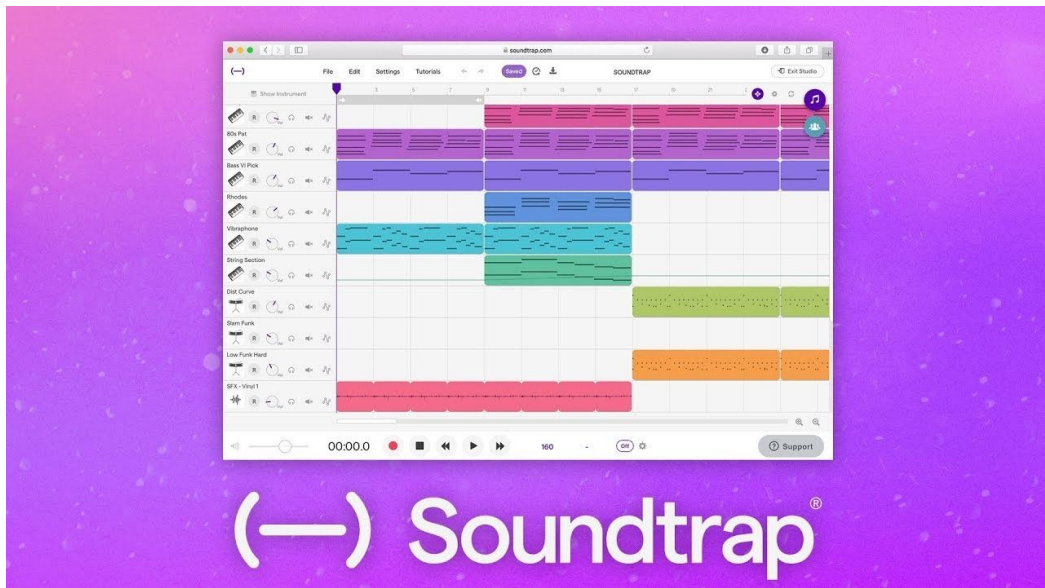 soundtrap.com
File Edit Settings Tutorials Saved SOUNDTRAP Exit Studio
Show Instrument
R
80s Pat
R
Bass VI Pick
R
Rhodes
R
Vibraphone
R
String Section
R
Dist Curve
R
Slam Funk
R
Low Funk Hard
R
SFX - Vinyl 1
R
00:00.0 160 - Off Support
(—) Soundtrap®